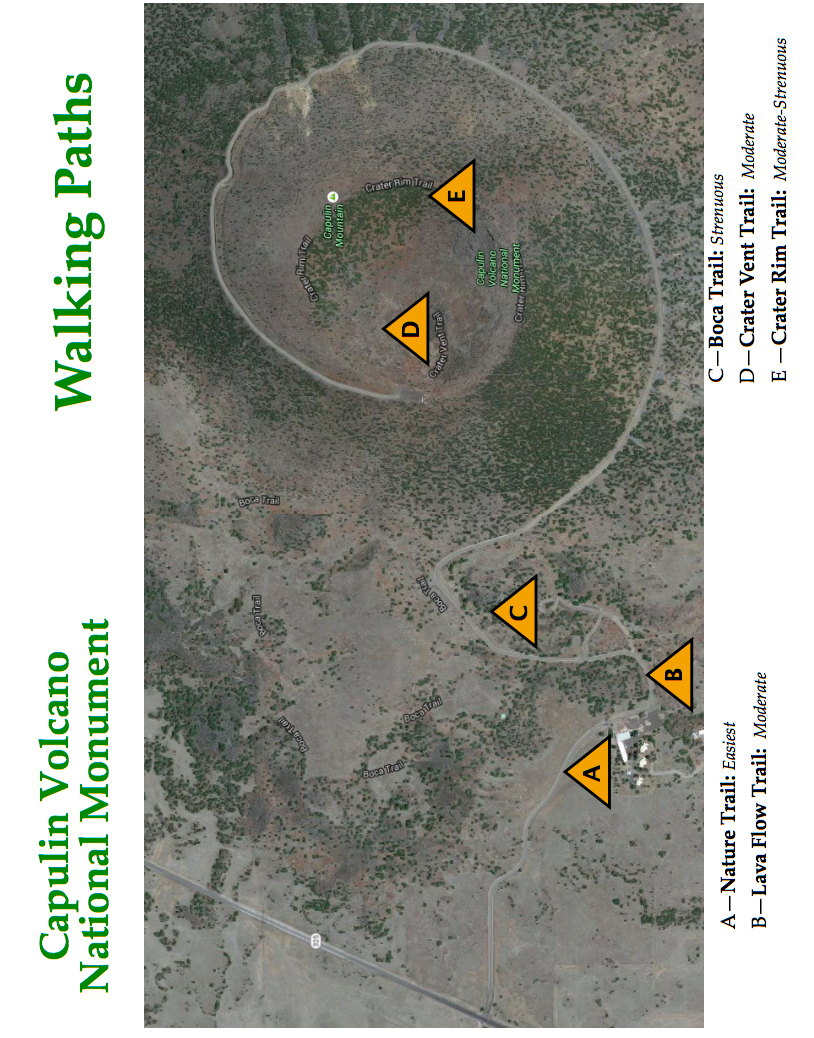 Capulin Volcano
National Monument
Walking Paths
Boca Trail
Boca Trail
Boca Trail
Boca Trail
Boca Trail
Boca Trail
Crater Rim Trail
Crater Rim Trail
Capulin
Mountain
Capulin
Volcano
National
Monument
Crater Rim
Crater Vent Trail
A
B
C
D
E
A—Nature Trail: Easiest
B—Lava Flow Trail: Moderate
C—Boca Trail: Strenuous
D—Crater Vent Trail: Moderate
E—Crater Rim Trail: Moderate-Strenuous